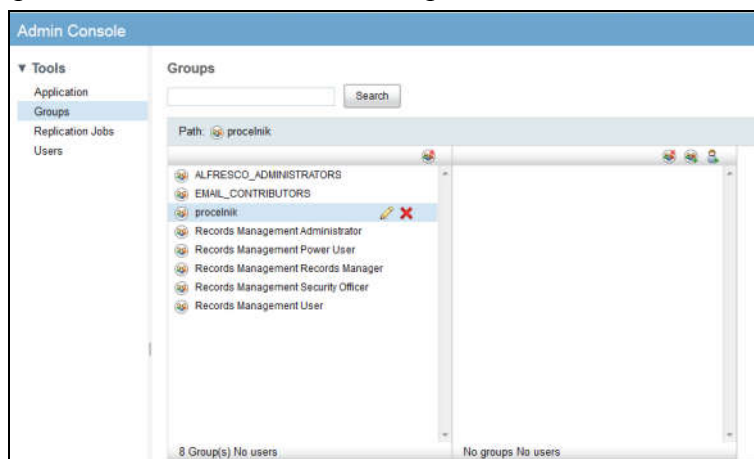 Admin Console
▼ Tools
Application
Groups
Replication Jobs
Users
Groups
Search
Path: procelnik
ALFRESCO_ADMINISTRATORS
EMAIL_CONTRIBUTORS
procelnik
Records Management Administrator
Records Management Power User
Records Management Records Manager
Records Management Security Officer
Records Management User
8 Group(s) No users
No groups No users